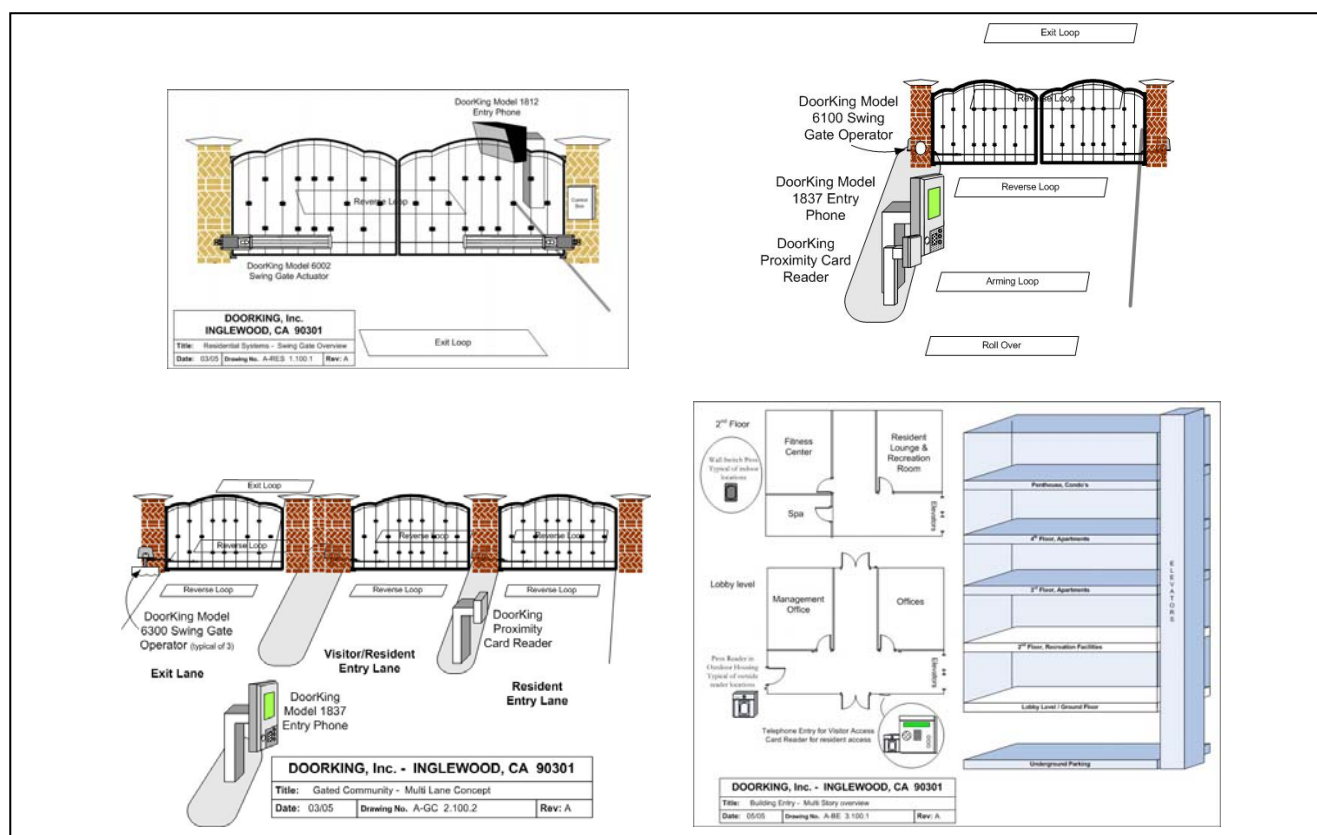 DoorKing Model 1812
Entry Phone
Reverse Loop
Control
Box
DoorKing Model 6002
Swing Gate Actuator
DOORKING, Inc.
INGLEWOOD, CA 90301
Title: Residential Systems - Swing Gate Overview
Date: 03/05 Drawing No. A-RES 1.100.1 Rev: A
Exit Loop
Exit Loop
Reverse Loop
DoorKing Model
6100 Swing
Gate Operator
DoorKing Model
1837 Entry
Phone
DoorKing
Proximity Card
Reader
Reverse Loop
Arming Loop
Roll Over
Exit Loop
Reverse Loop
Reverse Loop
Reverse Loop
Reverse Loop
Reverse Loop
Reverse Loop
DoorKing Model
6300 Swing Gate
Operator (typical of 3)
Exit Lane
Visitor/Resident
Entry Lane
DoorKing
Proximity
Card Reader
Resident
Entry Lane
DoorKing
Model 1837
Entry Phone
DOORKING, Inc. - INGLEWOOD, CA 90301
Title: Gated Community - Multi Lane Concept
Date: 03/05 Drawing No. A-GC 2.100.2 Rev: A
2nd Floor
Wall Switch Prox
Typical of indoor
locations
Fitness
Center
Resident
Lounge &
Recreation
Room
Spa
Elevators
Lobby level
Management
Office
Offices
Elevators
Prox Reader in
Outdoor Housing
Typical of outside
reader locations
Telephone Entry for Visitor Access
Card Reader for resident access
Penthouse, Condo's
4th Floor, Apartments
3rd Floor, Apartments
2nd Floor, Recreation Facilities
Lobby Level / Ground Floor
Underground Parking
ELEVATORS
DOORKING, Inc. - INGLEWOOD, CA 90301
Title: Building Entry - Multi Story overview
Date: 05/05 Drawing No. A-BE 3.100.1 Rev: A